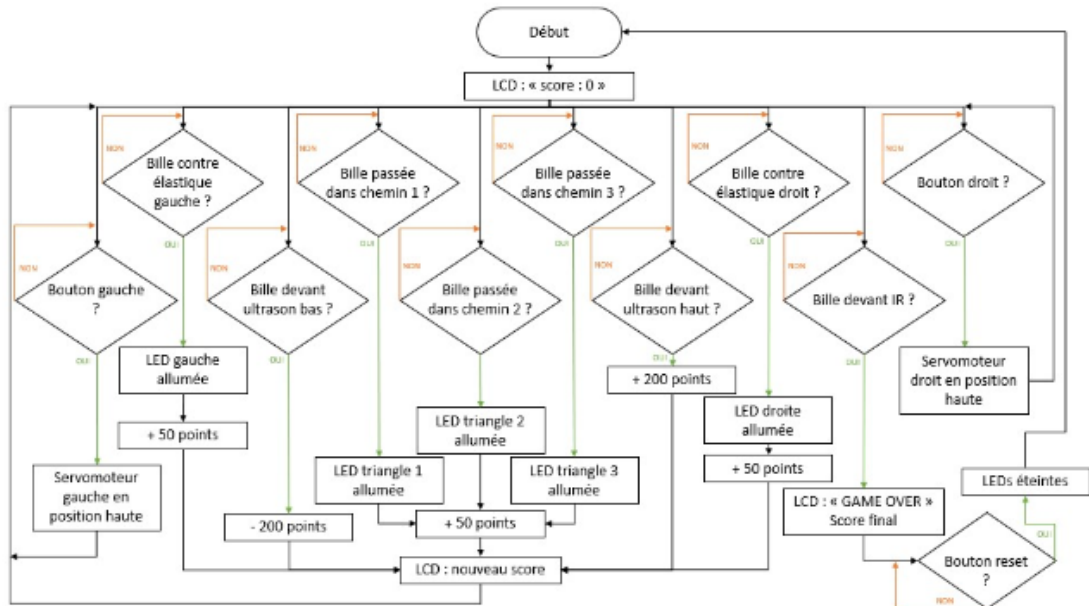 Début
LCD : « score : 0 »
NON
Bille contre
élastique
gauche ?
OUI
NON
Bille passée
dans chemin 1 ?
OUI
NON
Bille passée
dans chemin 3 ?
OUI
NON
Bille contre
élastique droit ?
OUI
NON
Bouton droit ?
OUI
NON
Bouton gauche
?
OUI
NON
Bille devant
ultrason bas ?
OUI
NON
Bille passée
dans chemin 2 ?
OUI
NON
Bille devant
ultrason haut ?
OUI
NON
Bille devant IR ?
OUI
LED gauche
allumée
+ 50 points
Servomoteur
gauche en
position haute
- 200 points
LED triangle 1
allumée
LED triangle 2
allumée
LED triangle 3
allumée
+ 50 points
LCD : nouveau score
+ 200 points
LED droite
allumée
+ 50 points
Servomoteur
droit en position
haute
LCD : « GAME OVER »
Score final
LEDs éteintes
OUI
Bouton reset
?
NON